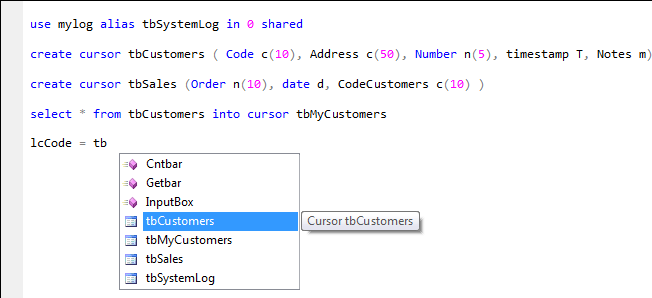 use mylog alias tbSystemLog in 0 shared
create cursor tbCustomers ( Code c(10), Address c(50), Number n(5), timestamp T, Notes m)
create cursor tbSales (Order n(10), date d, CodeCustomers c(10) )
select * from tbCustomers into cursor tbMyCustomers
lcCode = tb
Cntbar
Getbar
InputBox
tbCustomers Cursor tbCustomers
tbMyCustomers
tbSales
tbSystemLog